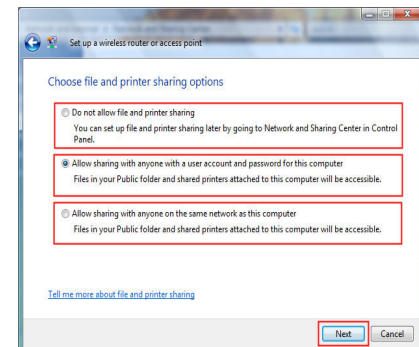 Set up a wireless router or access point
Choose file and printer sharing options
Do not allow file and printer sharing
You can set up file and printer sharing later by going to Network and Sharing Center in Control
Panel.
Allow sharing with anyone with a user account and password for this computer
Files in your Public folder and shared printers attached to this computer will be accessible.
Allow sharing with anyone on the same network as this computer
Files in your Public folder and shared printers attached to this computer will be accessible.
Tell me more about file and printer sharing
Next
Cancel